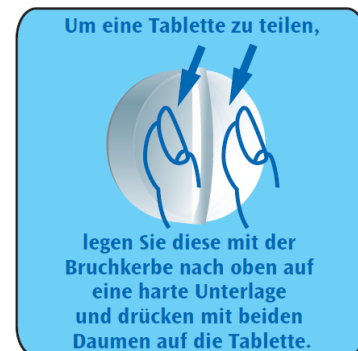 Um eine Tablette zu teilen,
legen Sie diese mit der
Bruchkerbe nach oben auf
eine harte Unterlage
und drücken mit beiden
Daumen auf die Tablette.